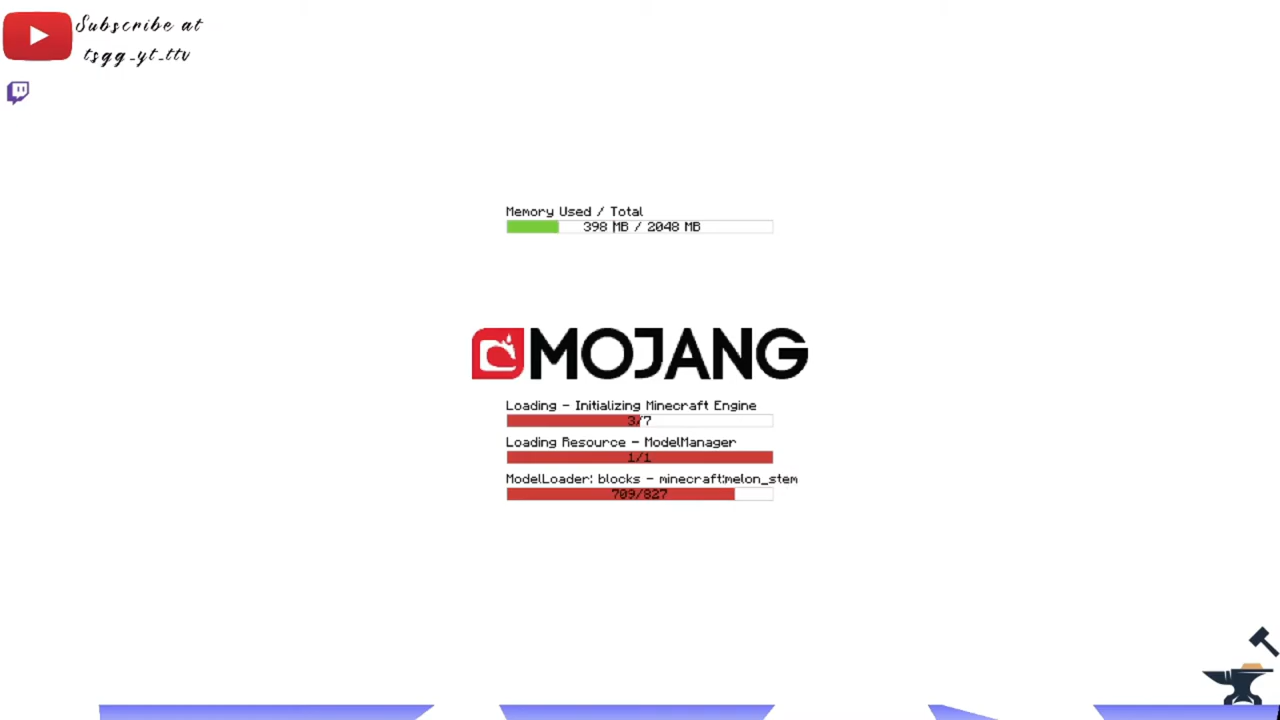 Subscribe at
tsgg_yt_ttv
Memory Used / Total
398 MB / 2048 MB
MOJANG
Loading - Initializing Minecraft Engine
3/7
Loading Resource - ModelManager
1/1
ModelLoader: blocks - minecraft:melon_stem
709/827